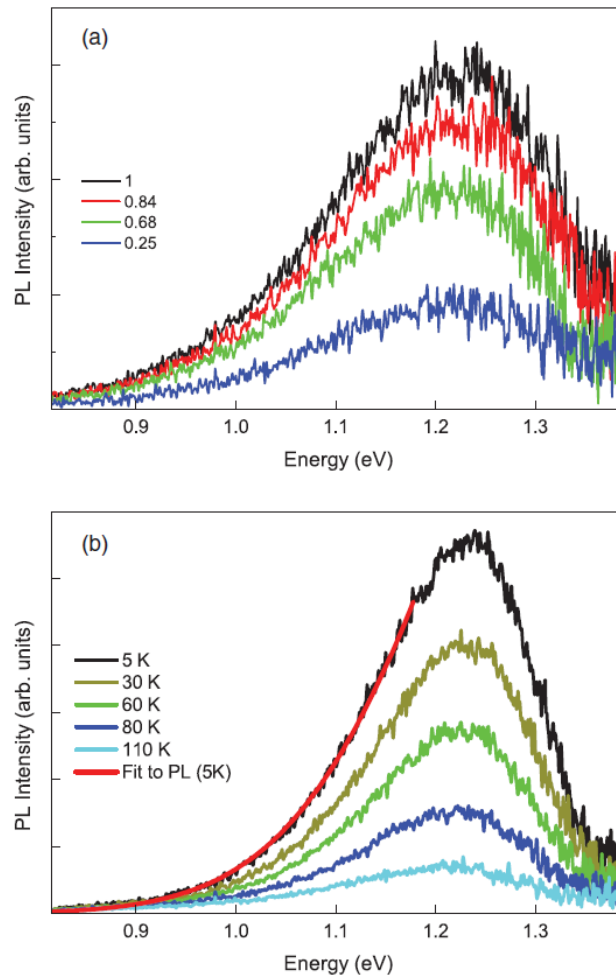 (a)
PL Intensity (arb. units)
1
0.84
0.68
0.25
0.9 1.0 1.1 1.2 1.3
Energy (eV)
(b)
PL Intensity (arb. units)
5 K
30 K
60 K
80 K
110 K
Fit to PL (5K)
0.9 1.0 1.1 1.2 1.3
Energy (eV)